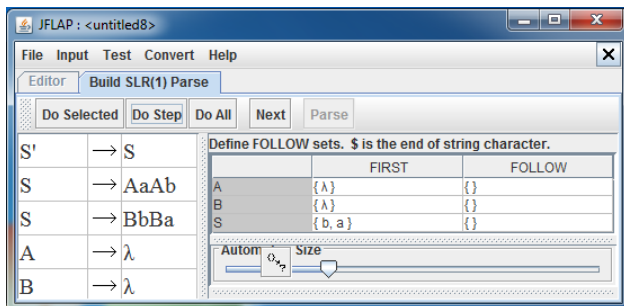 JFLAP : <untitled8>
File Input Test Convert Help
Editor Build SLR(1) Parse
Do Selected Do Step Do All Next Parse
Define FOLLOW sets. $ is the end of string character.
S' → S
S → AaAb
S → BbBa
A → λ
B → λ
FIRST FOLLOW
A { λ } { }
B { λ } { }
S { b, a } { }
Size